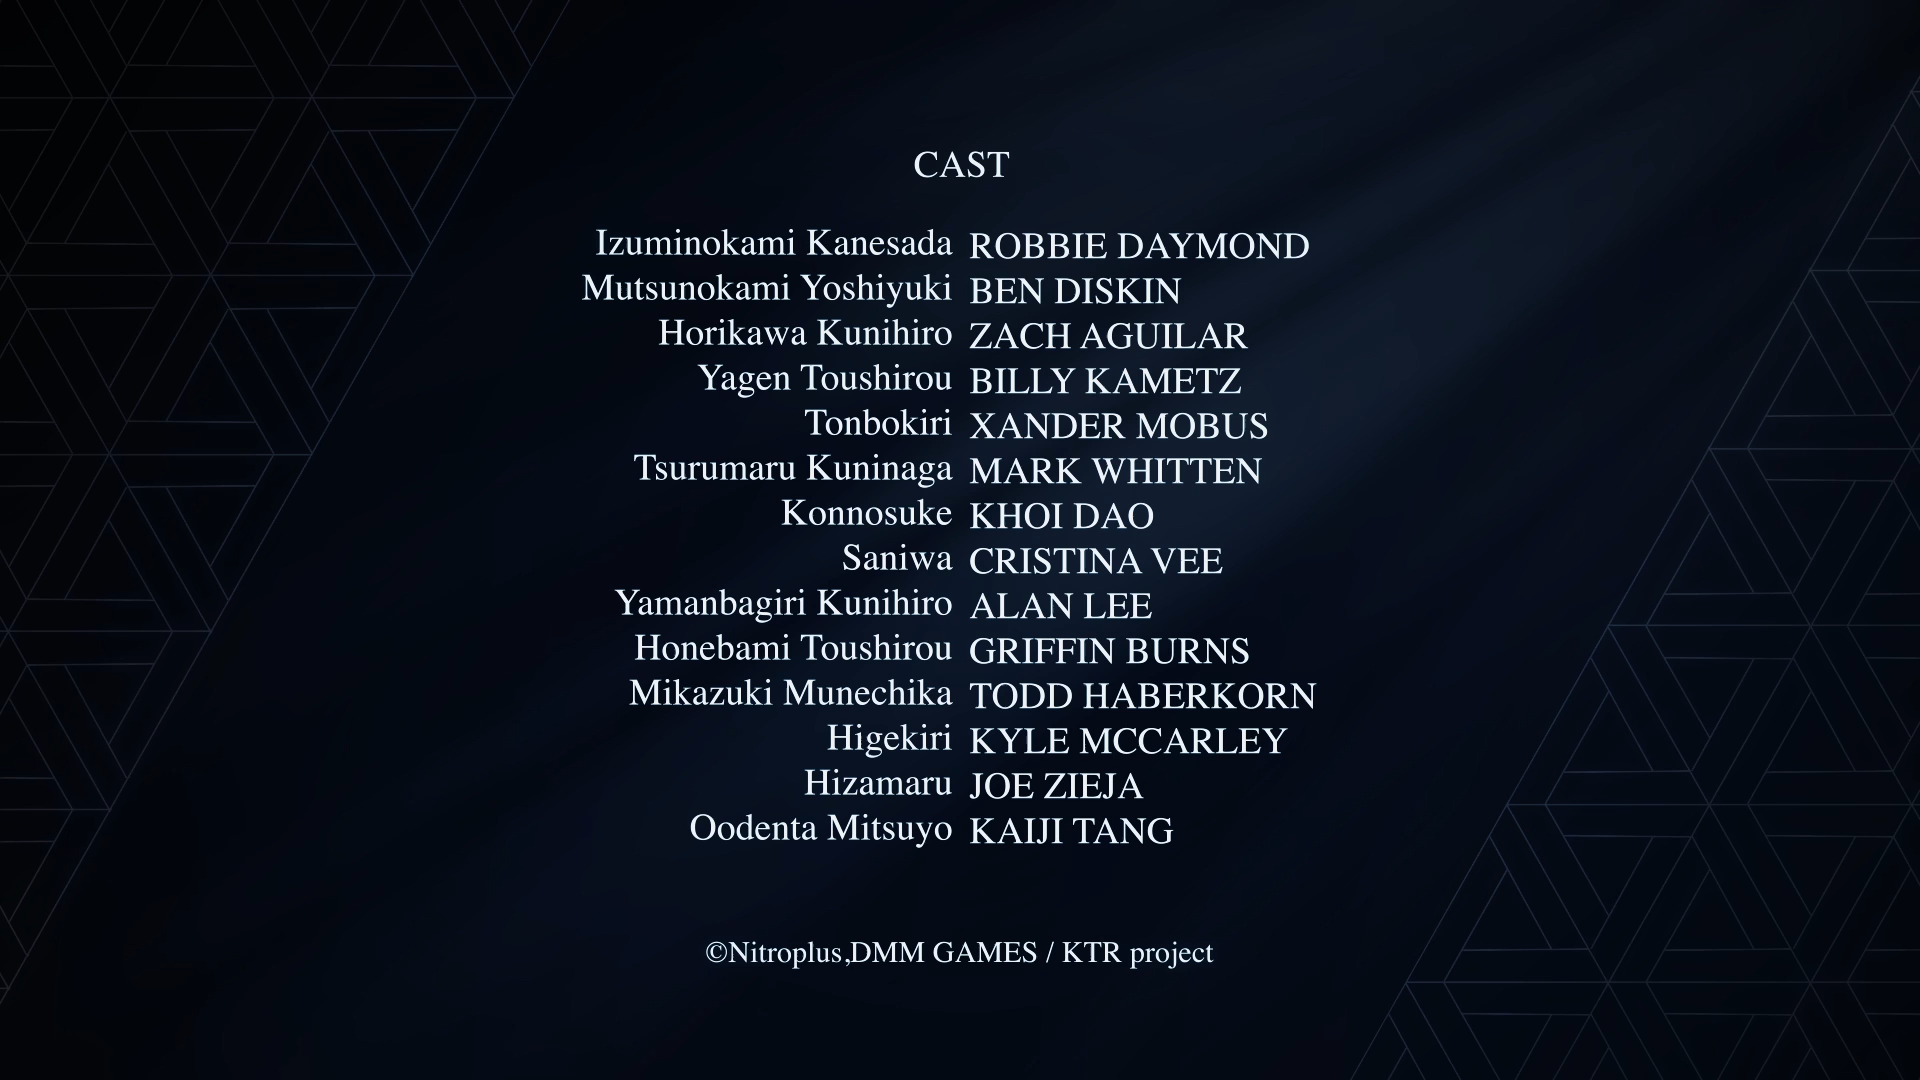 CAST
Izuminokami Kanesada ROBBIE DAYMOND
Mutsunokami Yoshiyuki BEN DISKIN
Horikawa Kunihiro ZACH AGUILAR
Yagen Toushirou BILLY KAMETZ
Tonbokiri XANDER MOBUS
Tsurumaru Kuninaga MARK WHITTEN
Konnosuke KHOI DAO
Saniwa CRISTINA VEE
Yamanbagiri Kunihiro ALAN LEE
Honebami Toushirou GRIFFIN BURNS
Mikazuki Munechika TODD HABERKORN
Higekiri KYLE MCCARLEY
Hizamaru JOE ZIEJA
Oodenta Mitsuyo KAIJI TANG
©Nitroplus,DMM GAMES / KTR project